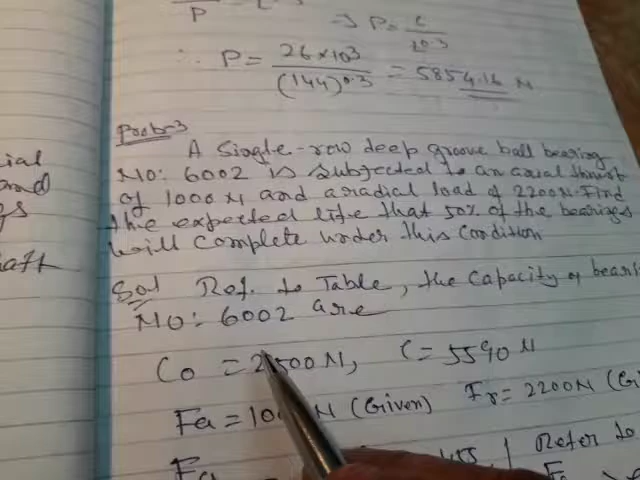 P
⇒ P = C
L^0.3
∴ P = 26×10³
(144)^0.3 = 5854.16 N
Prob-3
A Single-row deep groove ball bearing
NO: 6002 is subjected to an axial thrust
of 1000 N and a radial load of 2200N. Find
the expected life that 50% of the bearings
will complete under this condition
Sol Ref. to Table, the Capacity of beari
NO: 6002 are
Co = 2500 N, C = 5590 N
Fa = 10 N (Given) Fr = 2200N (Gi
Fa Refer to